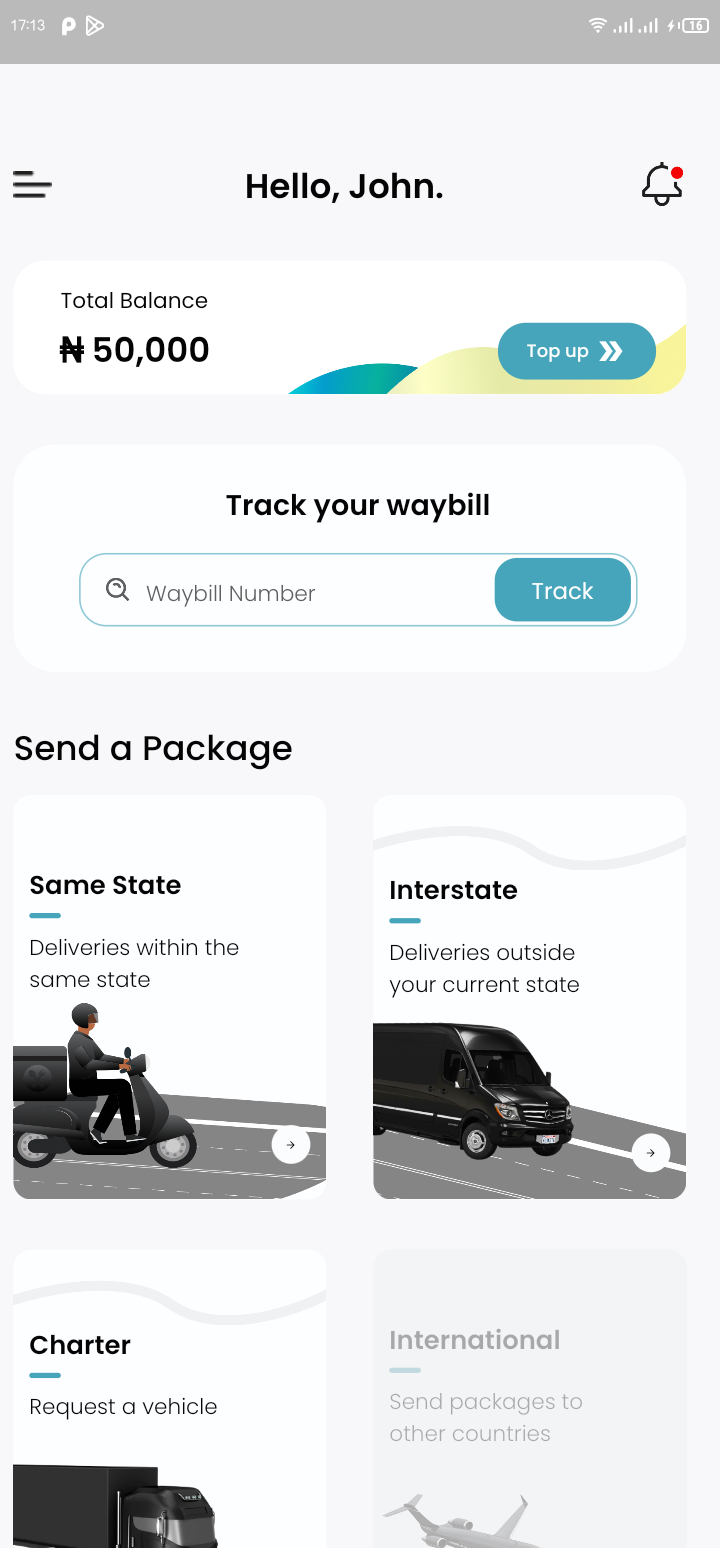 17:13
16
Hello, John.
Total Balance
₦ 50,000
Top up
Track your waybill
Waybill Number
Track
Send a Package
Same State
Deliveries within the
same state
Interstate
Deliveries outside
your current state
Charter
Request a vehicle
International
Send packages to
other countries